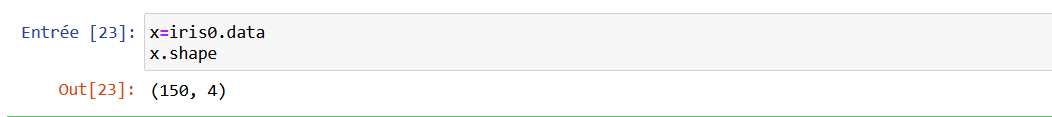 Entrée [23]: x=iris0.data
x.shape
Out[23]: (150, 4)